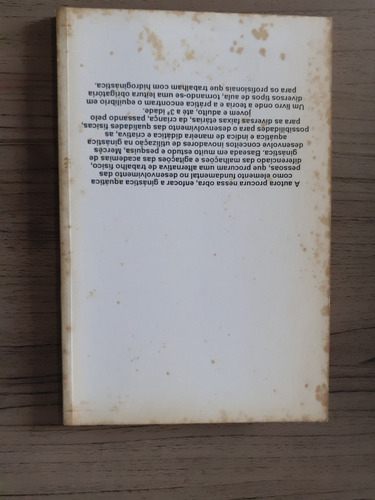 A autora procura nessa obra, enfocar a ginástica aquática
como elemento fundamental no desenvolvimento das
pessoas, que procuram uma alternativa de trabalho físico,
diferenciado das malhações e agitações das academias de
ginástica. Baseada em muito estudo e pesquisa, Mercês
desenvolve conceitos inovadores de utilização na ginástica
aquática e indica de maneira didática e criativa, as
possibilidades para o desenvolvimento das qualidades físicas,
para as diversas faixas etárias, da criança, passando pelo
jovem e adulto, até a 3ª idade.
Um livro onde a teoria e a prática encontram o equilíbrio em
diversos tipos de aula, tornando-se uma leitura obrigatória
para os profissionais que trabalham com hidroginástica.